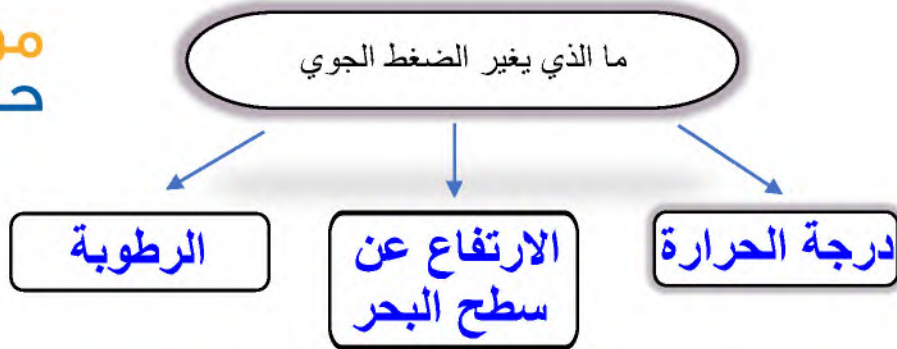 ما الذي يغير الضغط الجوي
درجة الحرارة
الارتفاع عن
سطح البحر
الرطوبة